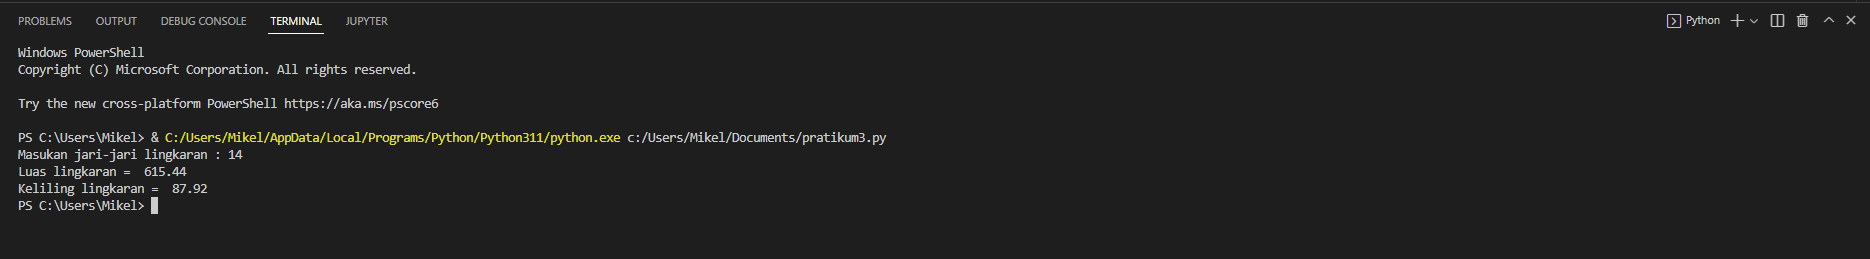 PROBLEMS OUTPUT DEBUG CONSOLE TERMINAL JUPYTER Python
Windows PowerShell
Copyright (C) Microsoft Corporation. All rights reserved.
Try the new cross-platform PowerShell https://aka.ms/pscore6
PS C:\Users\Mikel> & C:/Users/Mikel/AppData/Local/Programs/Python/Python311/python.exe c:/Users/Mikel/Documents/pratikum3.py
Masukan jari-jari lingkaran : 14
Luas lingkaran =  615.44
Keliling lingkaran =  87.92
PS C:\Users\Mikel>